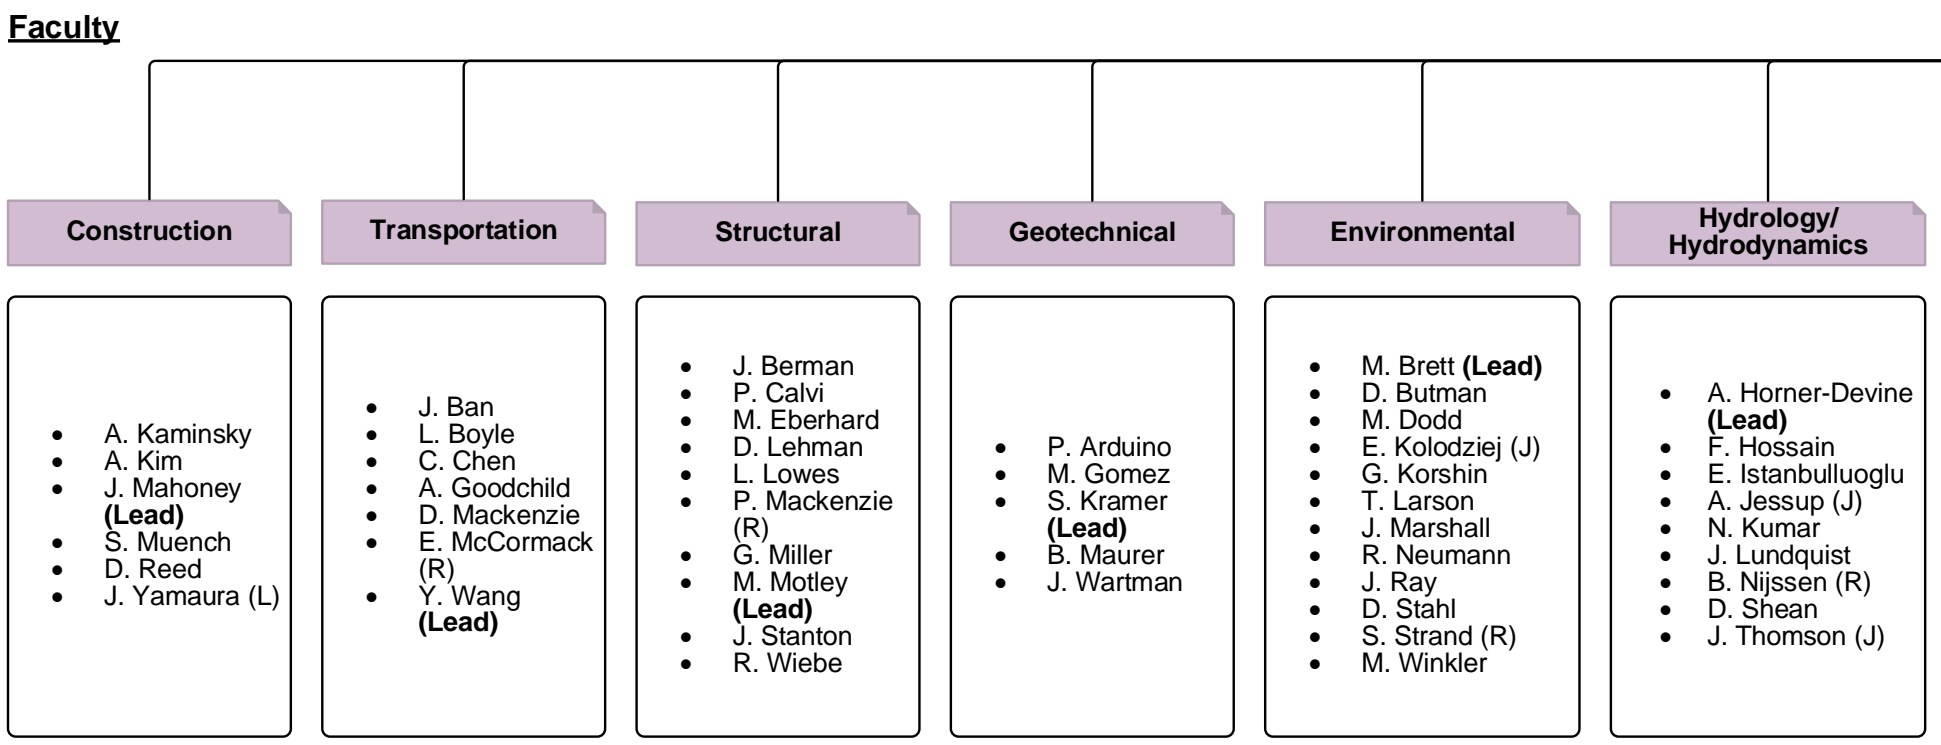 Faculty
Construction
A. Kaminsky
A. Kim
J. Mahoney
(Lead)
S. Muench
D. Reed
J. Yamaura (L)
Transportation
J. Ban
L. Boyle
C. Chen
A. Goodchild
D. Mackenzie
E. McCormack
(R)
Y. Wang
(Lead)
Structural
J. Berman
P. Calvi
M. Eberhard
D. Lehman
L. Lowes
P. Mackenzie
(R)
G. Miller
M. Motley
(Lead)
J. Stanton
R. Wiebe
Geotechnical
P. Arduino
M. Gomez
S. Kramer
(Lead)
B. Maurer
J. Wartman
Environmental
M. Brett (Lead)
D. Butman
M. Dodd
E. Kolodziej (J)
G. Korshin
T. Larson
J. Marshall
R. Neumann
J. Ray
D. Stahl
S. Strand (R)
M. Winkler
Hydrology/
Hydrodynamics
A. Horner-Devine
(Lead)
F. Hossain
E. Istanbulluoglu
A. Jessup (J)
N. Kumar
J. Lundquist
B. Nijssen (R)
D. Shean
J. Thomson (J)